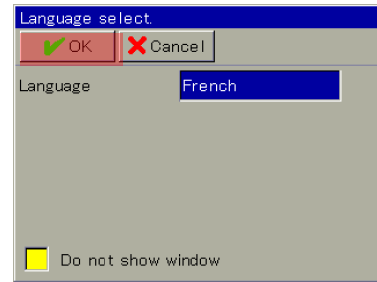 Language select.
OK Cancel
Language French
Do not show window